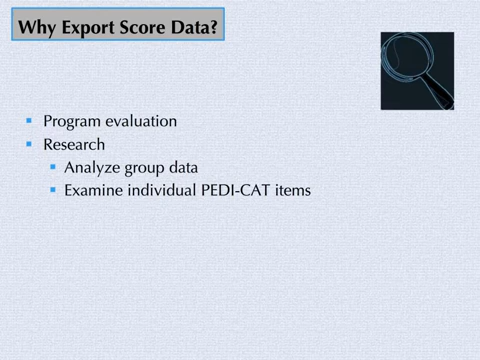 Why Export Score Data?
▪ Program evaluation
▪ Research
▪ Analyze group data
▪ Examine individual PEDI-CAT items